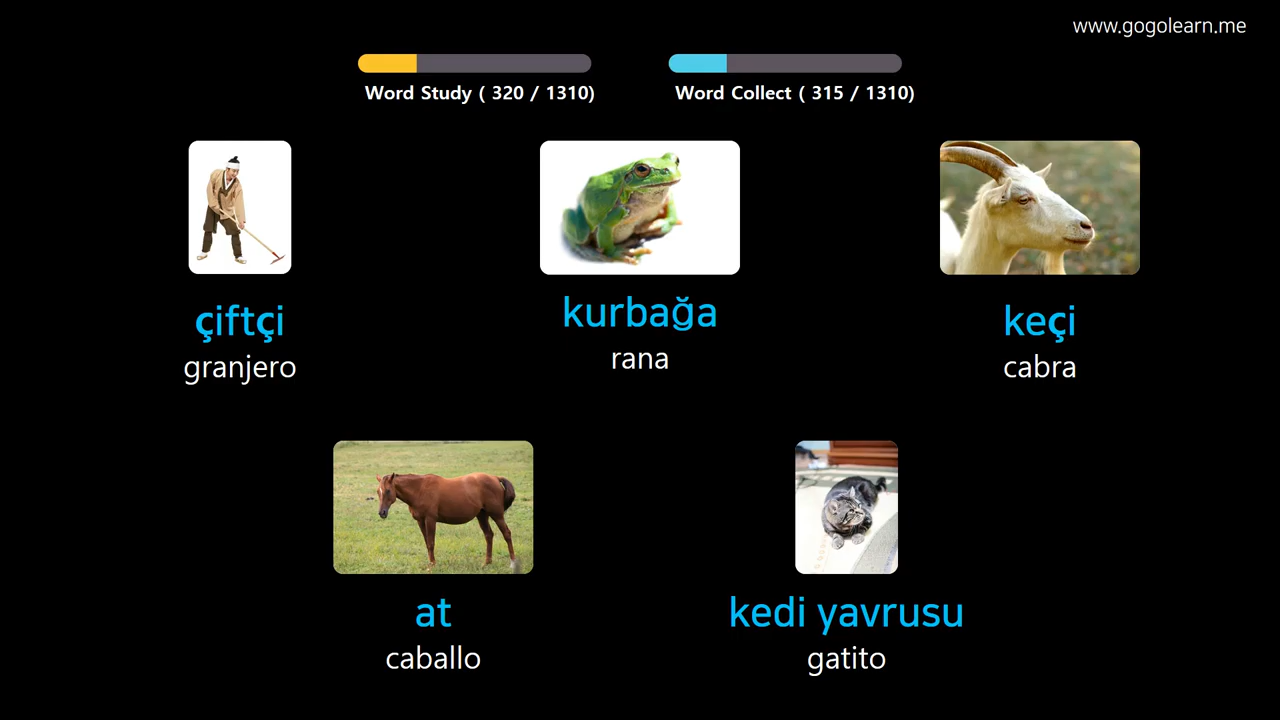 www.gogolearn.me
Word Study ( 320 / 1310)
Word Collect ( 315 / 1310)
çiftçi
granjero
kurbağa
rana
keçi
cabra
at
caballo
kedi yavrusu
gatito